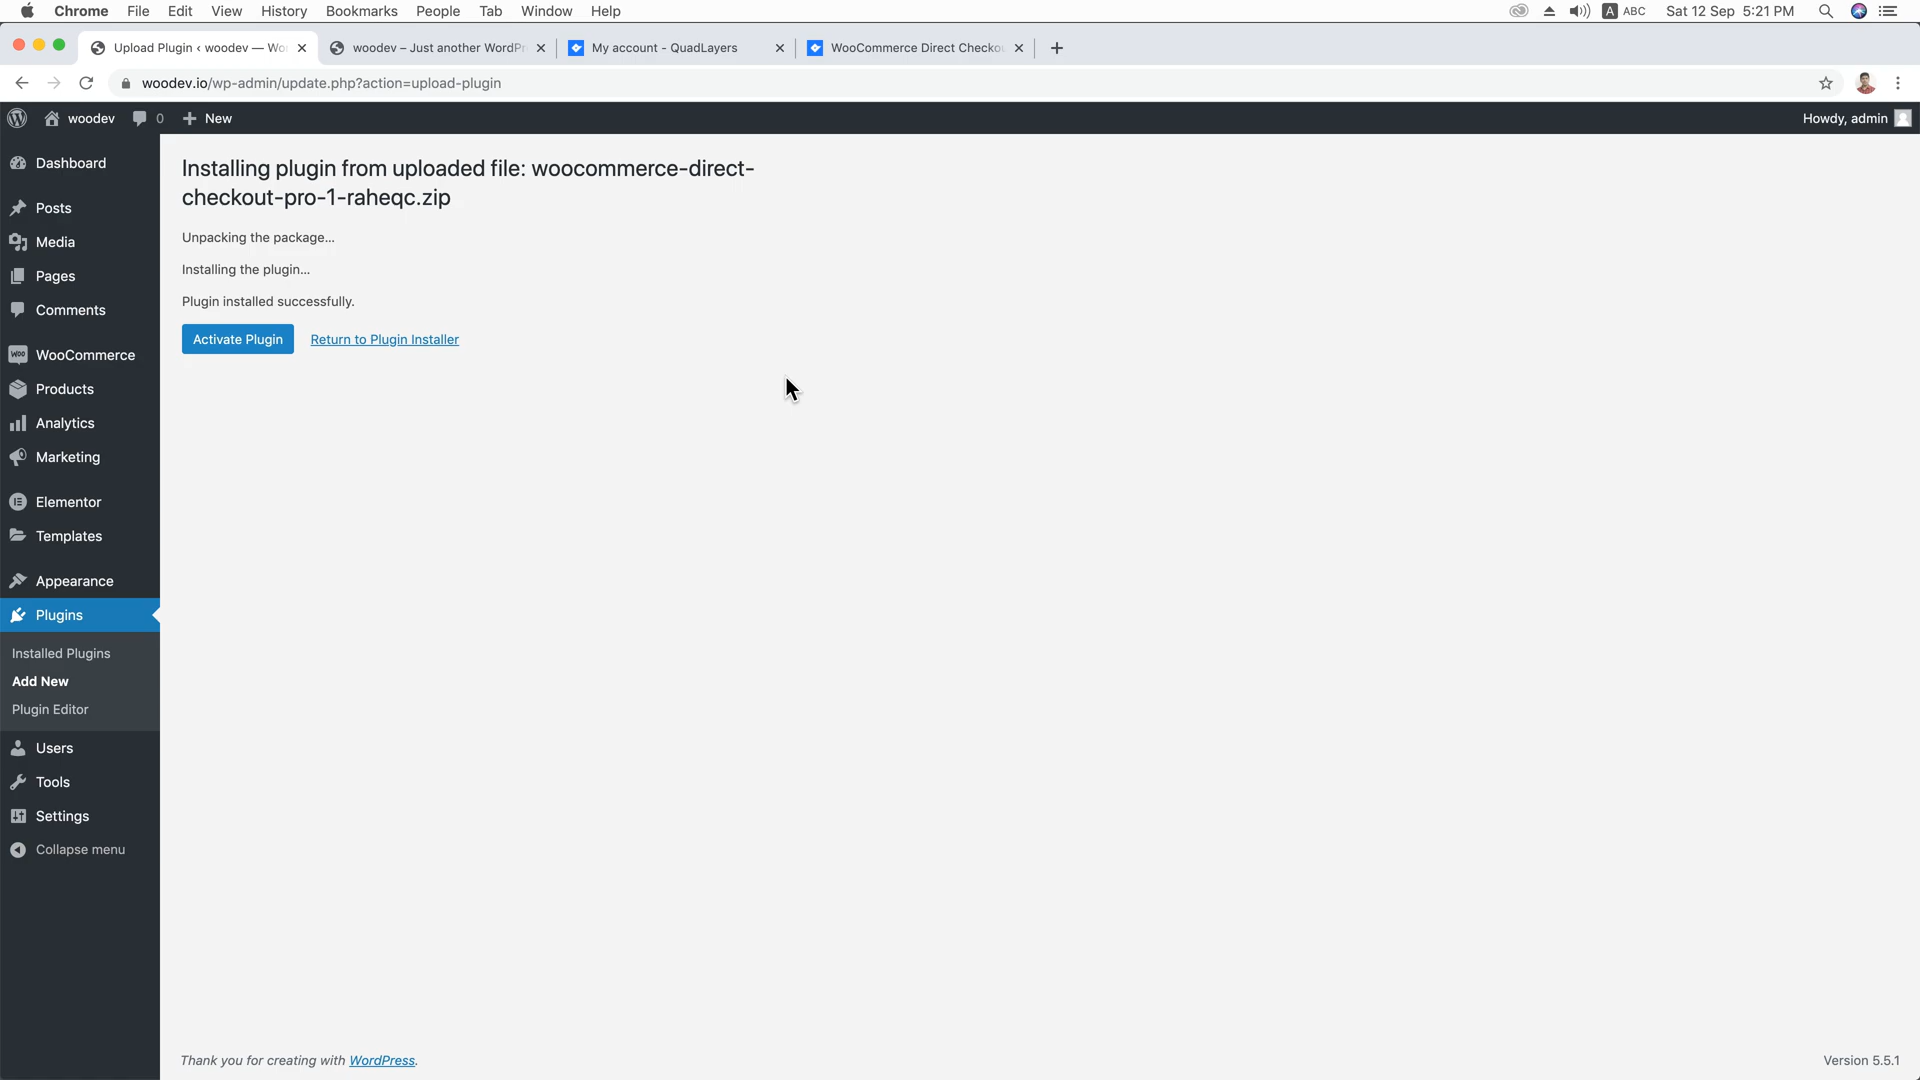 Chrome File Edit View History Bookmarks People Tab Window Help
A ABC Sat 12 Sep 5:21 PM
Upload Plugin ‹ woodev — Wo
woodev – Just another WordPr
My account - QuadLayers
WooCommerce Direct Checko
woodev.io/wp-admin/update.php?action=upload-plugin
woodev 0 New
Howdy, admin
Dashboard
Posts
Media
Pages
Comments
WooCommerce
Products
Analytics
Marketing
Elementor
Templates
Appearance
Plugins
Installed Plugins
Add New
Plugin Editor
Users
Tools
Settings
Collapse menu
Installing plugin from uploaded file: woocommerce-direct-
checkout-pro-1-raheqc.zip
Unpacking the package...
Installing the plugin...
Plugin installed successfully.
Activate Plugin Return to Plugin Installer
Thank you for creating with WordPress.
Version 5.5.1